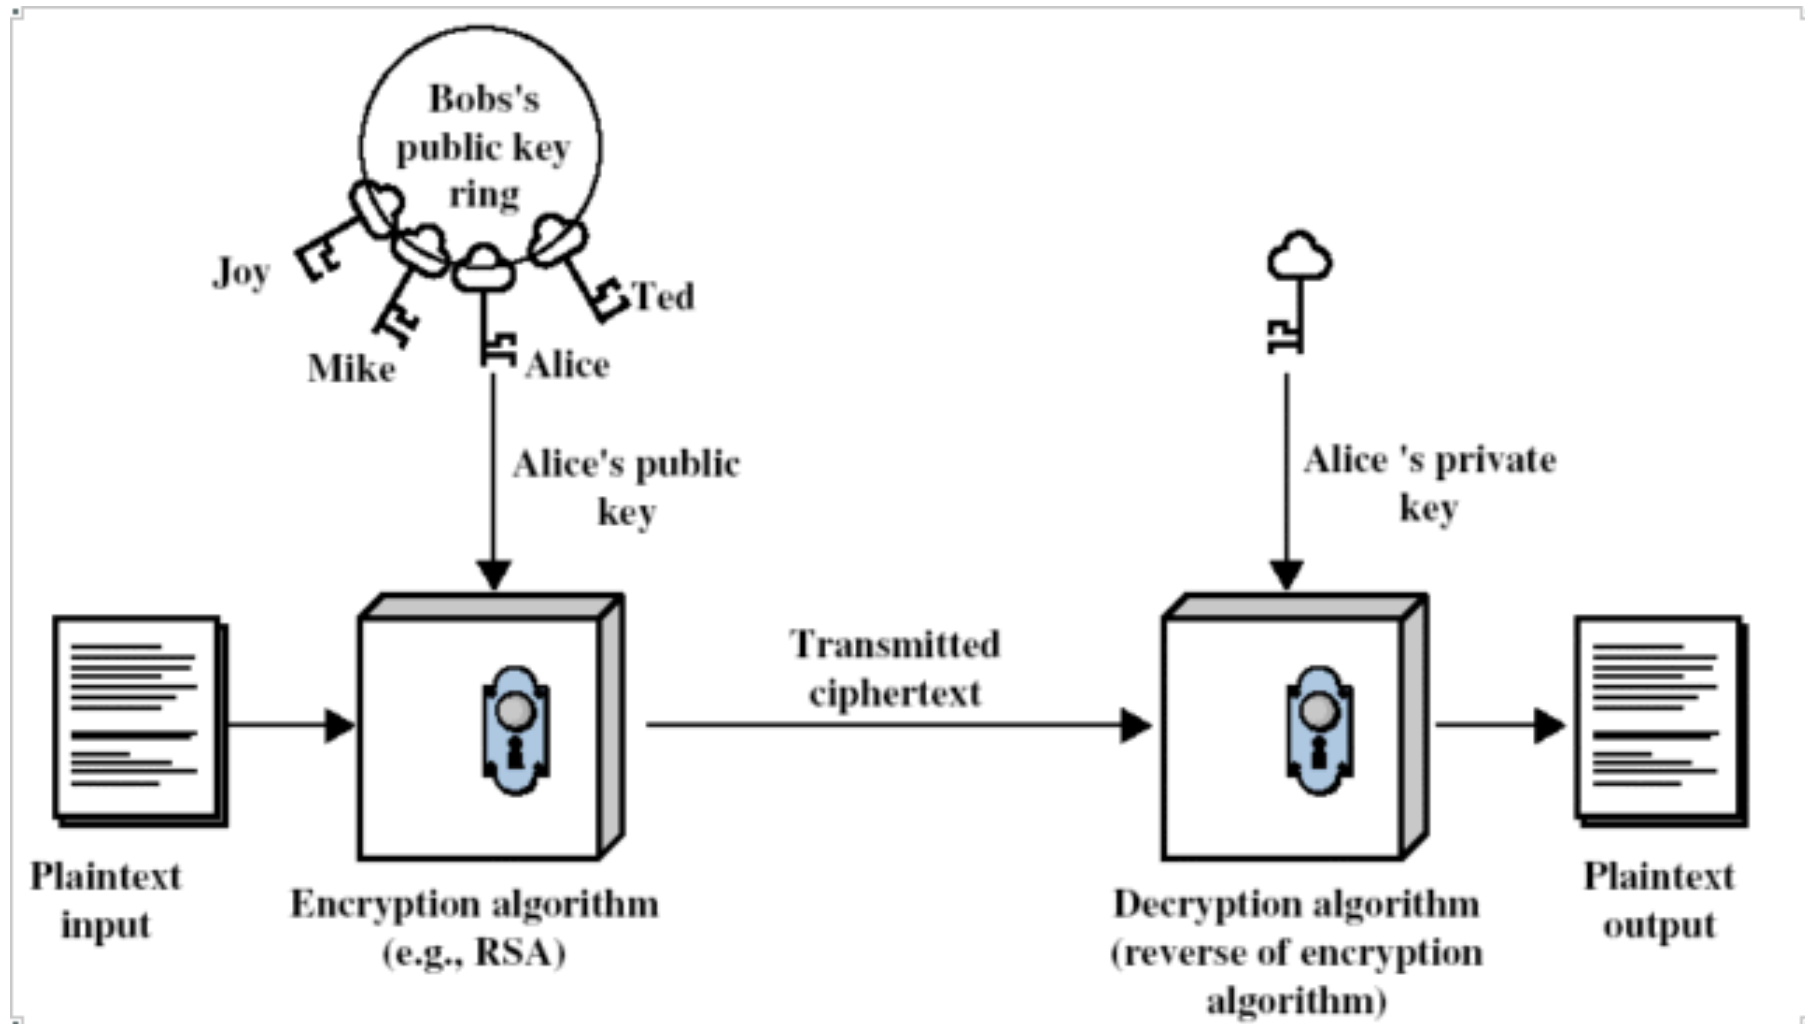 Bobs's
public key
ring
Joy
Mike
Alice
Ted
Alice's public
key
Alice 's private
key
Transmitted
ciphertext
Plaintext
input
Encryption algorithm
(e.g., RSA)
Decryption algorithm
(reverse of encryption
algorithm)
Plaintext
output